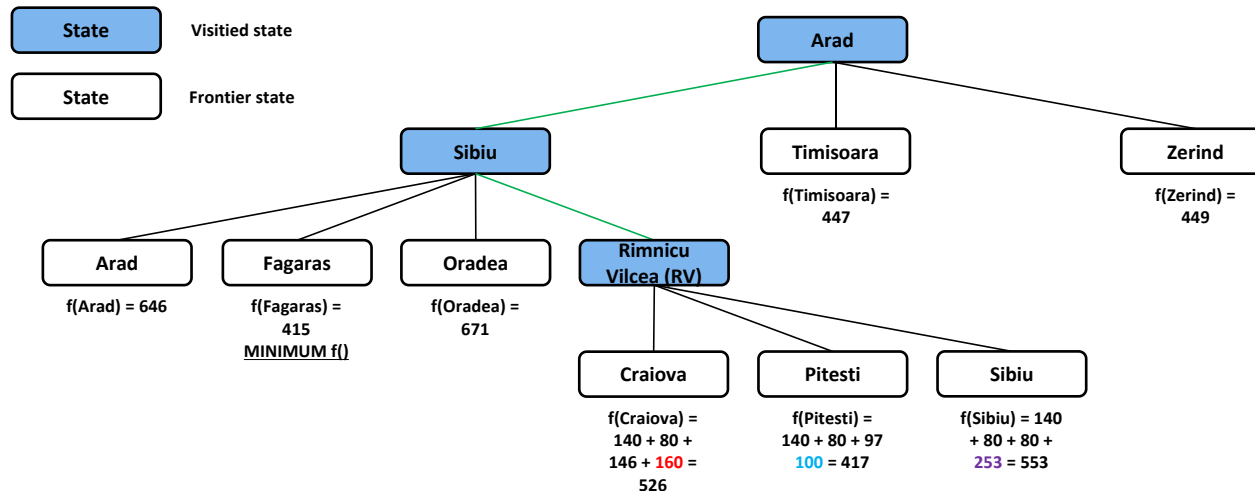 State
Visitied state
Arad
State
Frontier state
Sibiu
Timisoara
Zerind
f(Timisoara) =
447
f(Zerind) =
449
Arad
Fagaras
Oradea
Rimnicu
Vilcea (RV)
f(Arad) = 646
f(Fagaras) =
415
MINIMUM f()
f(Oradea) =
671
Craiova
Pitesti
Sibiu
f(Craiova) =
140 + 80 +
146 + 160 =
526
f(Pitesti) =
140 + 80 + 97
100 = 417
f(Sibiu) = 140
+ 80 + 80 +
253 = 553